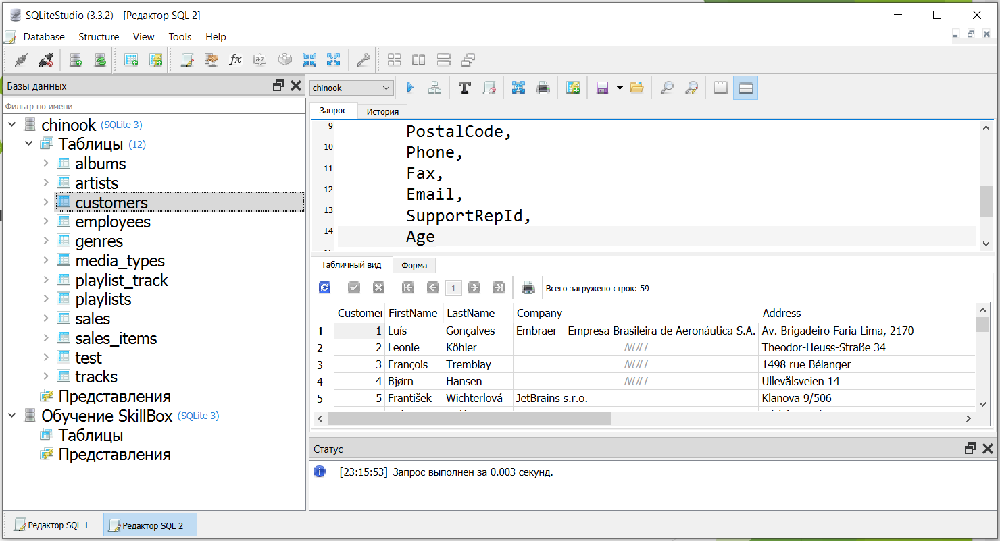 SQLiteStudio (3.3.2) - [Редактор SQL 2]
Database Structure View Tools Help
Базы данных
Фильтр по имени
chinook (SQLite 3)
Таблицы (12)
albums
artists
customers
employees
genres
media_types
playlist_track
playlists
sales
sales_items
test
tracks
Представления
Обучение SkillBox (SQLite 3)
Таблицы
Представления
chinook
Запрос История
9 PostalCode,
10 Phone,
11 Fax,
12 Email,
13 SupportRepId,
14 Age
Табличный вид Форма
1 Всего загружено строк: 59
Customer FirstName LastName Company Address
1 1 Luís Gonçalves Embraer - Empresa Brasileira de Aeronáutica S.A. Av. Brigadeiro Faria Lima, 2170
2 2 Leonie Köhler NULL Theodor-Heuss-Straße 34
3 3 François Tremblay NULL 1498 rue Bélanger
4 4 Bjørn Hansen NULL Ullevålsveien 14
5 5 František Wichterlová JetBrains s.r.o. Klanova 9/506
Статус
[23:15:53] Запрос выполнен за 0.003 секунд.
Редактор SQL 1 Редактор SQL 2